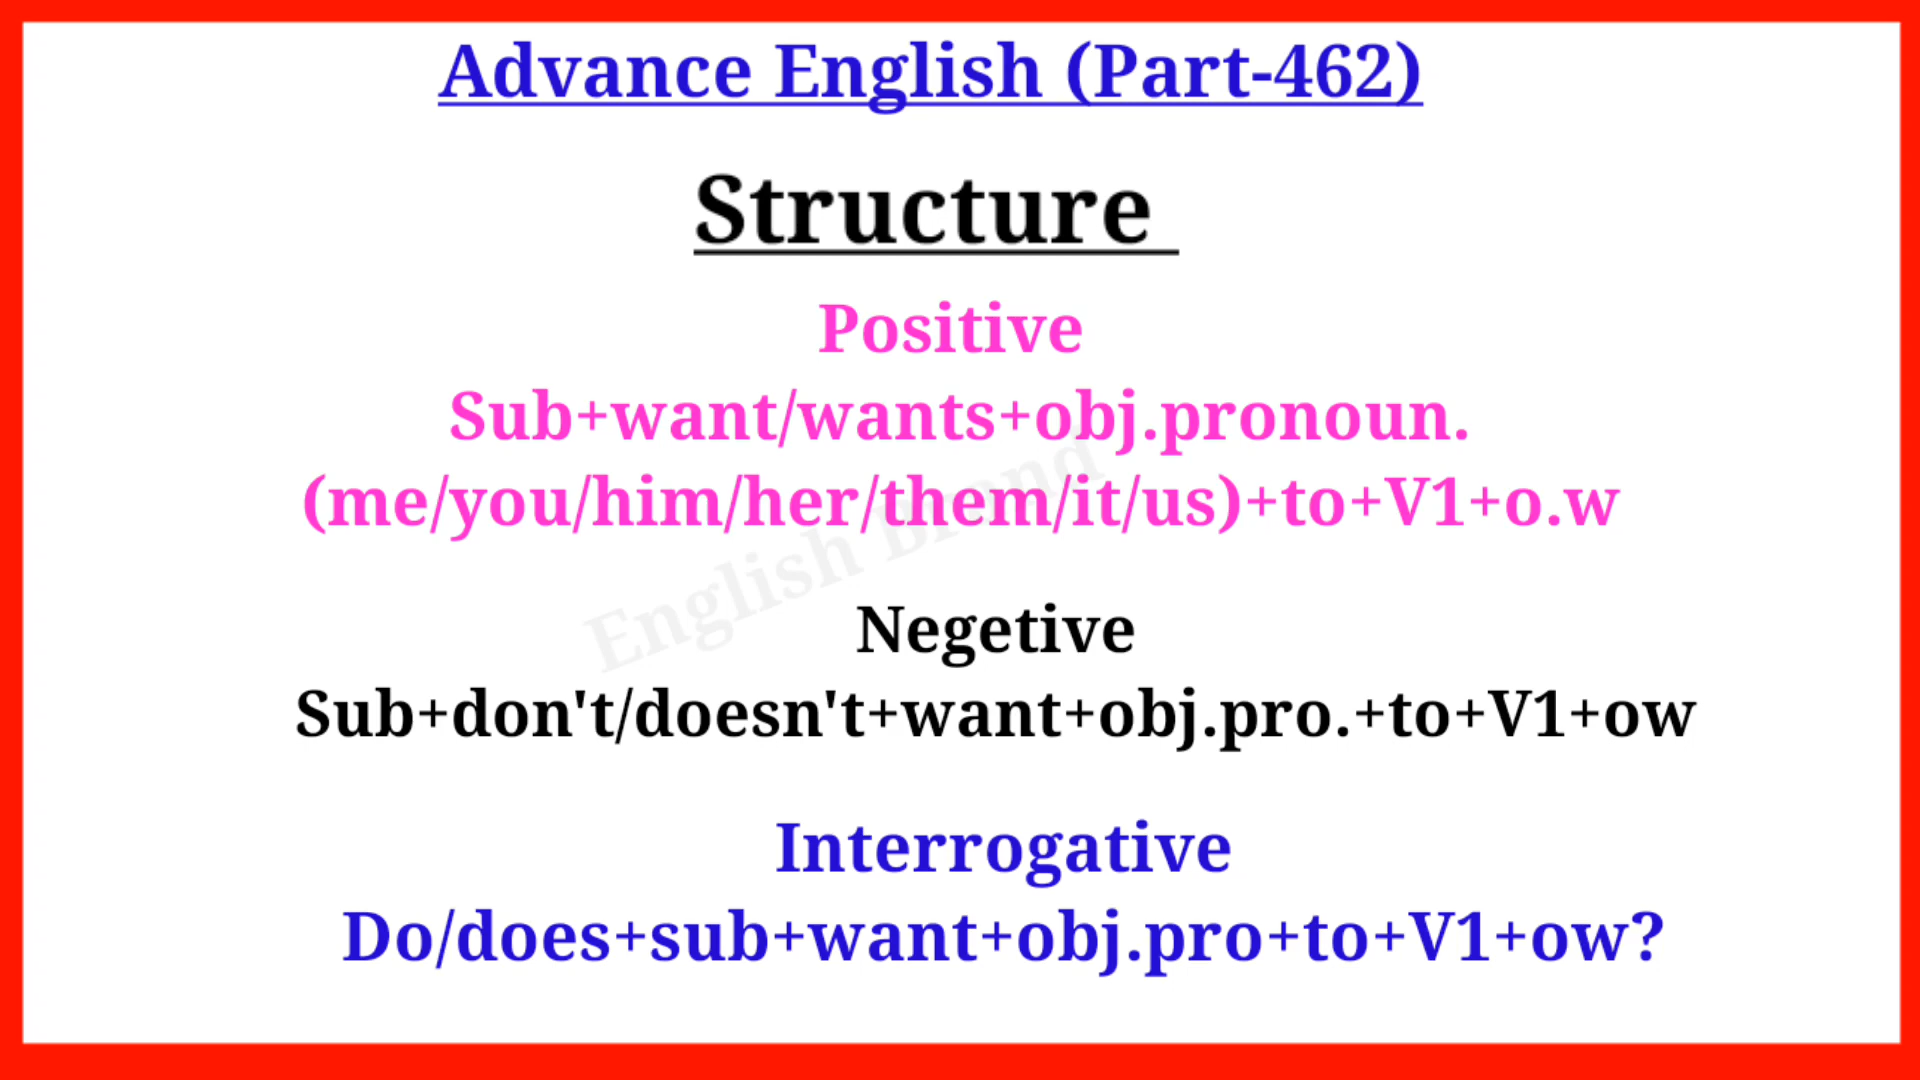 Advance English (Part-462)
Structure
Positive
Sub+want/wants+obj.pronoun.
(me/you/him/her/them/it/us)+to+V1+o.w
English Brand
Negetive
Sub+don't/doesn't+want+obj.pro.+to+V1+ow
Interrogative
Do/does+sub+want+obj.pro+to+V1+ow?